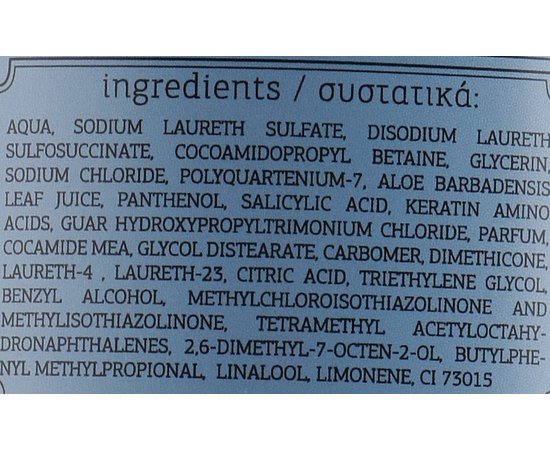 ingredients / συστατικά:
AQUA, SODIUM LAURETH SULFATE, DISODIUM LAURETH
SULFOSUCCINATE, COCOAMIDOPROPYL BETAINE, GLYCERIN,
SODIUM CHLORIDE, POLYQUARTENIUM-7, ALOE BARBADENSIS
LEAF JUICE, PANTHENOL, SALICYLIC ACID, KERATIN AMINO
ACIDS, GUAR HYDROXYPROPYLTRIMONIUM CHLORIDE, PARFUM,
COCAMIDE MEA, GLYCOL DISTEARATE, CARBOMER, DIMETHICONE,
LAURETH-4 , LAURETH-23, CITRIC ACID, TRIETHYLENE GLYCOL,
BENZYL ALCOHOL, METHYLCHLOROISOTHIAZOLINONE AND
METHYLISOTHIAZOLINONE, TETRAMETHYL ACETYLOCTAHY-
DRONAPHTHALENES, 2,6-DIMETHYL-7-OCTEN-2-OL, BUTYLPHE-
NYL METHYLPROPIONAL, LINALOOL, LIMONENE, CI 73015